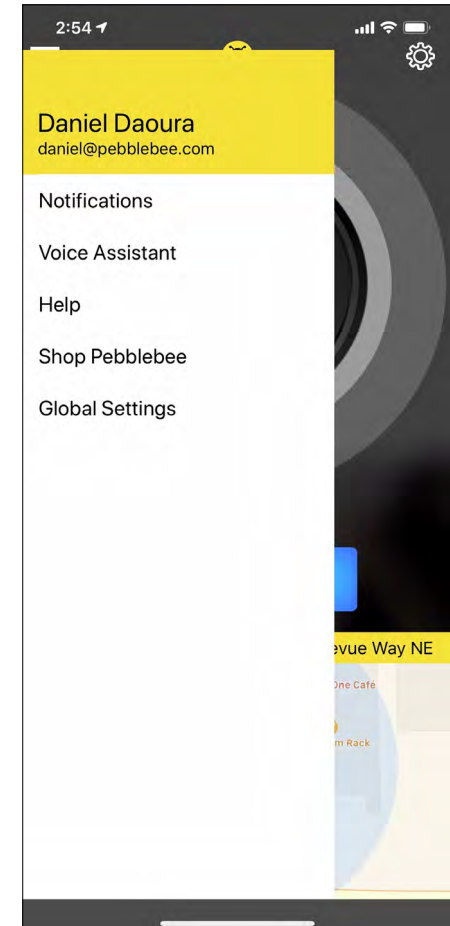 2:54
Daniel Daoura
daniel@pebblebee.com
Notifications
Voice Assistant
Help
Shop Pebblebee
Global Settings
evue Way NE
One Café
m Rack